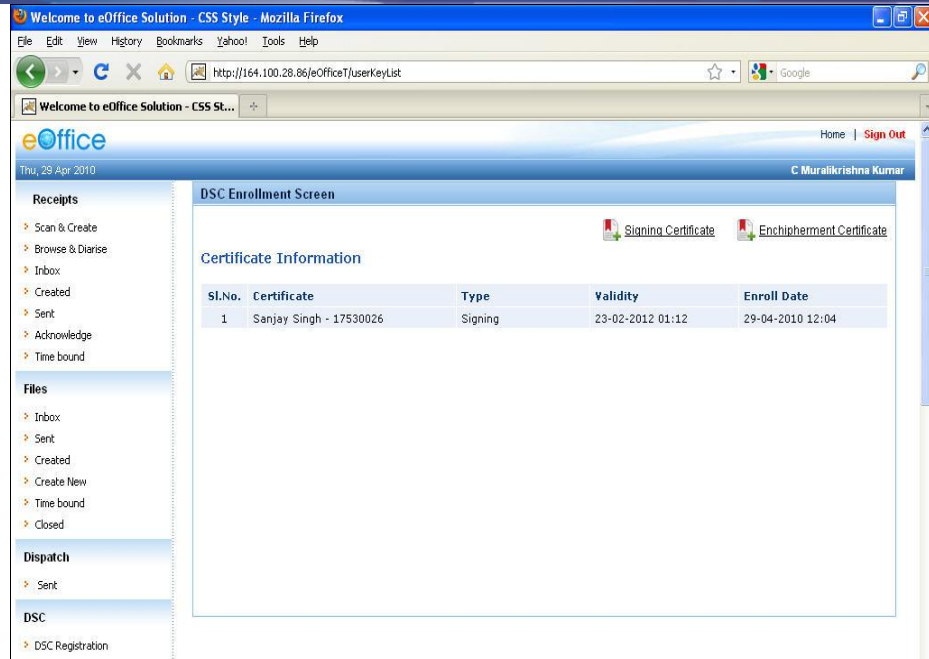 Welcome to eOffice Solution - CSS Style - Mozilla Firefox
File Edit View History Bookmarks Yahoo! Tools Help
http://164.100.28.86/eOfficeT/userKeyList
Google
Welcome to eOffice Solution - CSS St...
eOffice
Home | Sign Out
Thu, 29 Apr 2010
C Muralikrishna Kumar
Receipts
Scan & Create
Browse & Diarise
Inbox
Created
Sent
Acknowledge
Time bound
Files
Inbox
Sent
Created
Create New
Time bound
Closed
Dispatch
Sent
DSC
DSC Registration
DSC Enrollment Screen
Signing Certificate
Enchipherment Certificate
Certificate Information
Sl.No. Certificate Type Validity Enroll Date
1 Sanjay Singh - 17530026 Signing 23-02-2012 01:12 29-04-2010 12:04